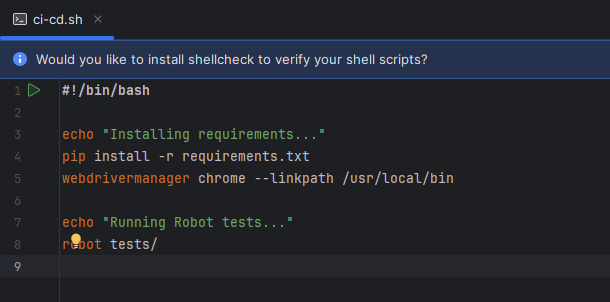 ci-cd.sh
Would you like to install shellcheck to verify your shell scripts?
1 #!/bin/bash
2
3 echo "Installing requirements..."
4 pip install -r requirements.txt
5 webdrivermanager chrome --linkpath /usr/local/bin
6
7 echo "Running Robot tests..."
8 robot tests/
9